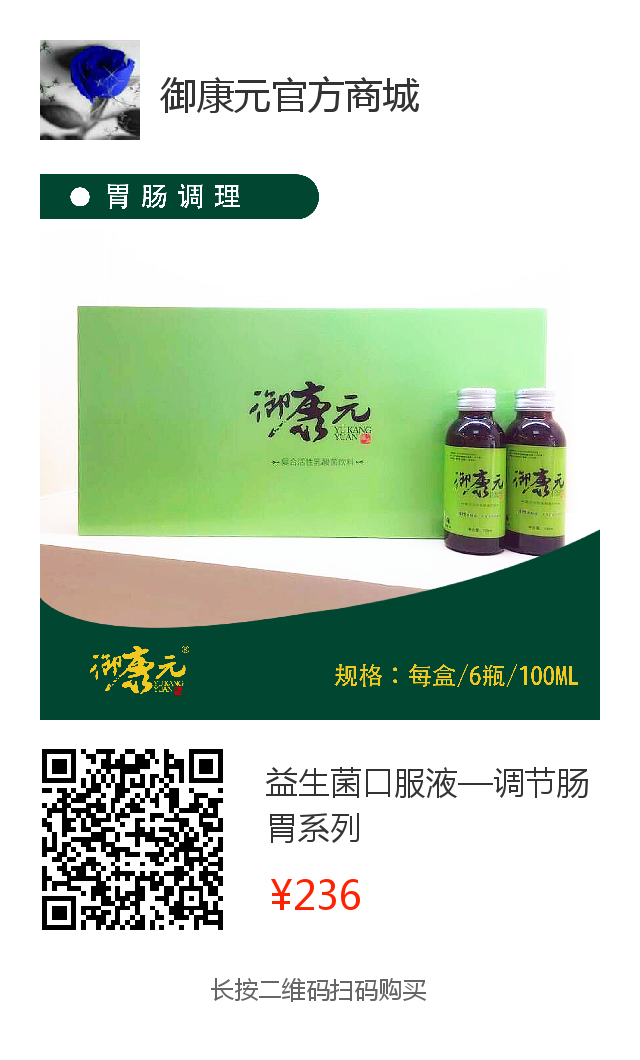 御康元官方商城
胃肠调理
御康元
YU KANG
YUAN
复合活性乳酸菌饮料
御康元
御康元
御康元®
YU KANG
YUAN
规格：每盒/6瓶/100ML
益生菌口服液—调节肠
胃系列
¥236
长按二维码扫码购买